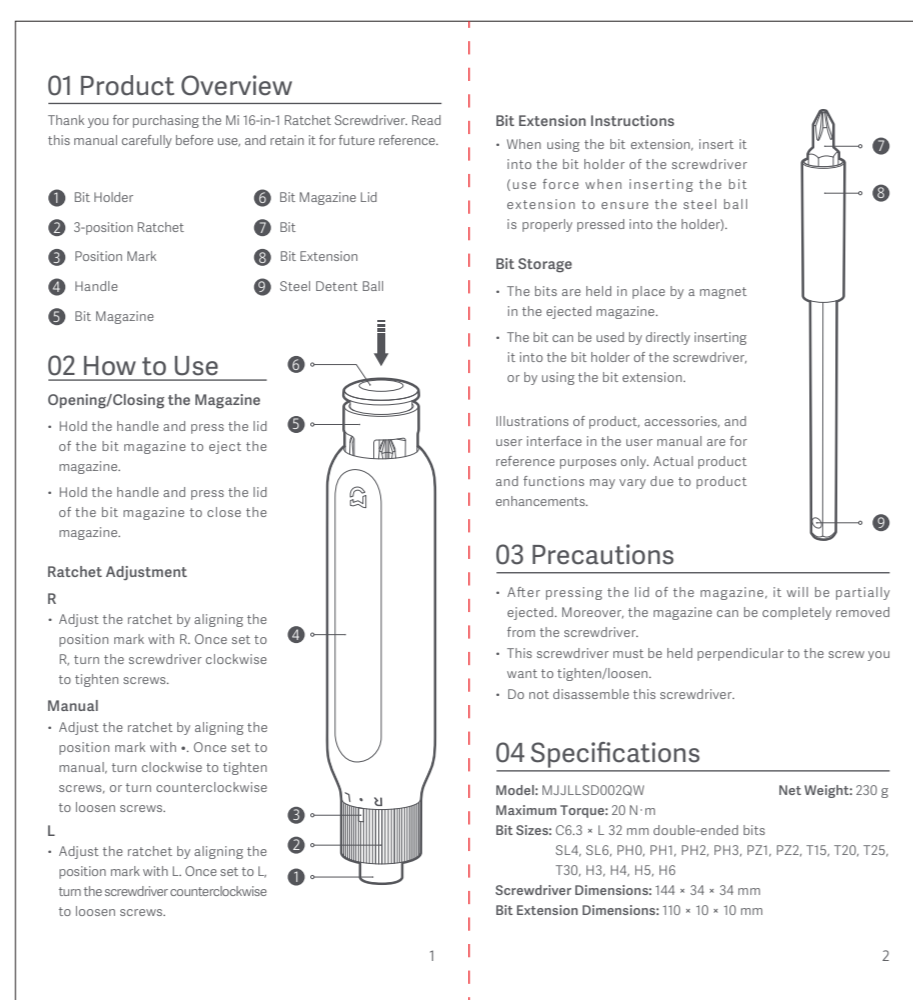 01 Product Overview
Thank you for purchasing the Mi 16-in-1 Ratchet Screwdriver. Read
this manual carefully before use, and retain it for future reference.
1 Bit Holder
2 3-position Ratchet
3 Position Mark
4 Handle
5 Bit Magazine
6 Bit Magazine Lid
7 Bit
8 Bit Extension
9 Steel Detent Ball
02 How to Use
Opening/Closing the Magazine
• Hold the handle and press the lid
of the bit magazine to eject the
magazine.
• Hold the handle and press the lid
of the bit magazine to close the
magazine.
Ratchet Adjustment
R
• Adjust the ratchet by aligning the
position mark with R. Once set to
R, turn the screwdriver clockwise
to tighten screws.
Manual
• Adjust the ratchet by aligning the
position mark with •. Once set to
manual, turn clockwise to tighten
screws, or turn counterclockwise
to loosen screws.
L
• Adjust the ratchet by aligning the
position mark with L. Once set to L,
turn the screwdriver counterclockwise
to loosen screws.
6
5
4
L • R
3
2
1
1
Bit Extension Instructions
• When using the bit extension, insert it
into the bit holder of the screwdriver
(use force when inserting the bit
extension to ensure the steel ball
is properly pressed into the holder).
Bit Storage
• The bits are held in place by a magnet
in the ejected magazine.
• The bit can be used by directly inserting
it into the bit holder of the screwdriver,
or by using the bit extension.
Illustrations of product, accessories, and
user interface in the user manual are for
reference purposes only. Actual product
and functions may vary due to product
enhancements.
7
8
9
03 Precautions
• After pressing the lid of the magazine, it will be partially
ejected. Moreover, the magazine can be completely removed
from the screwdriver.
• This screwdriver must be held perpendicular to the screw you
want to tighten/loosen.
• Do not disassemble this screwdriver.
04 Specifications
Model: MJJLLSD002QW Net Weight: 230 g
Maximum Torque: 20 N·m
Bit Sizes: C6.3 × L 32 mm double-ended bits
SL4, SL6, PH0, PH1, PH2, PH3, PZ1, PZ2, T15, T20, T25,
T30, H3, H4, H5, H6
Screwdriver Dimensions: 144 × 34 × 34 mm
Bit Extension Dimensions: 110 × 10 × 10 mm
2